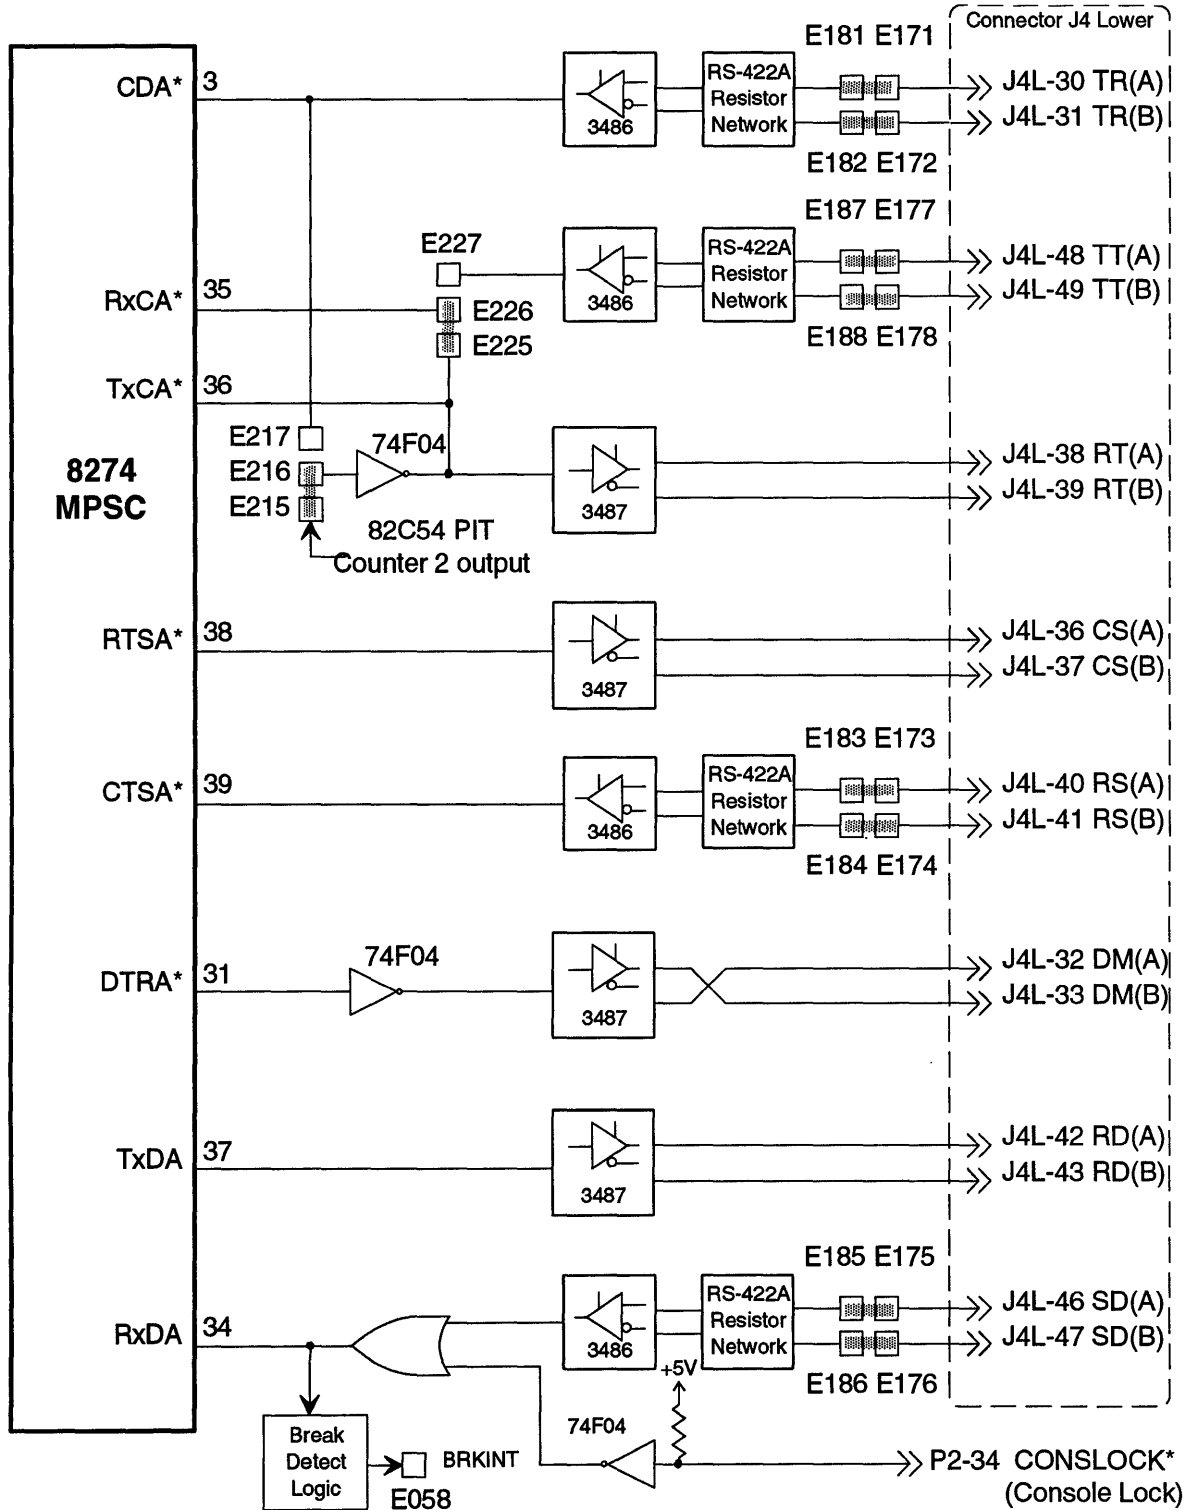 Connector J4 Lower
E181 E171
CDA* 3
3486
RS-422A
Resistor
Network
J4L-30 TR(A)
J4L-31 TR(B)
E182 E172
E187 E177
E227
RxCA* 35
E226
E225
3486
RS-422A
Resistor
Network
J4L-48 TT(A)
J4L-49 TT(B)
E188 E178
TxCA* 36
8274
MPSC
E217
E216
E215
74F04
82C54 PIT
Counter 2 output
3487
J4L-38 RT(A)
J4L-39 RT(B)
RTSA* 38
3487
J4L-36 CS(A)
J4L-37 CS(B)
E183 E173
CTSA* 39
3486
RS-422A
Resistor
Network
J4L-40 RS(A)
J4L-41 RS(B)
E184 E174
DTRA* 31
74F04
3487
J4L-32 DM(A)
J4L-33 DM(B)
TxDA 37
3487
J4L-42 RD(A)
J4L-43 RD(B)
E185 E175
RxDA 34
3486
RS-422A
Resistor
Network
J4L-46 SD(A)
J4L-47 SD(B)
E186 E176
+5V
74F04
Break
Detect
Logic
BRKINT
E058
P2-34 CONSLOCK*
(Console Lock)